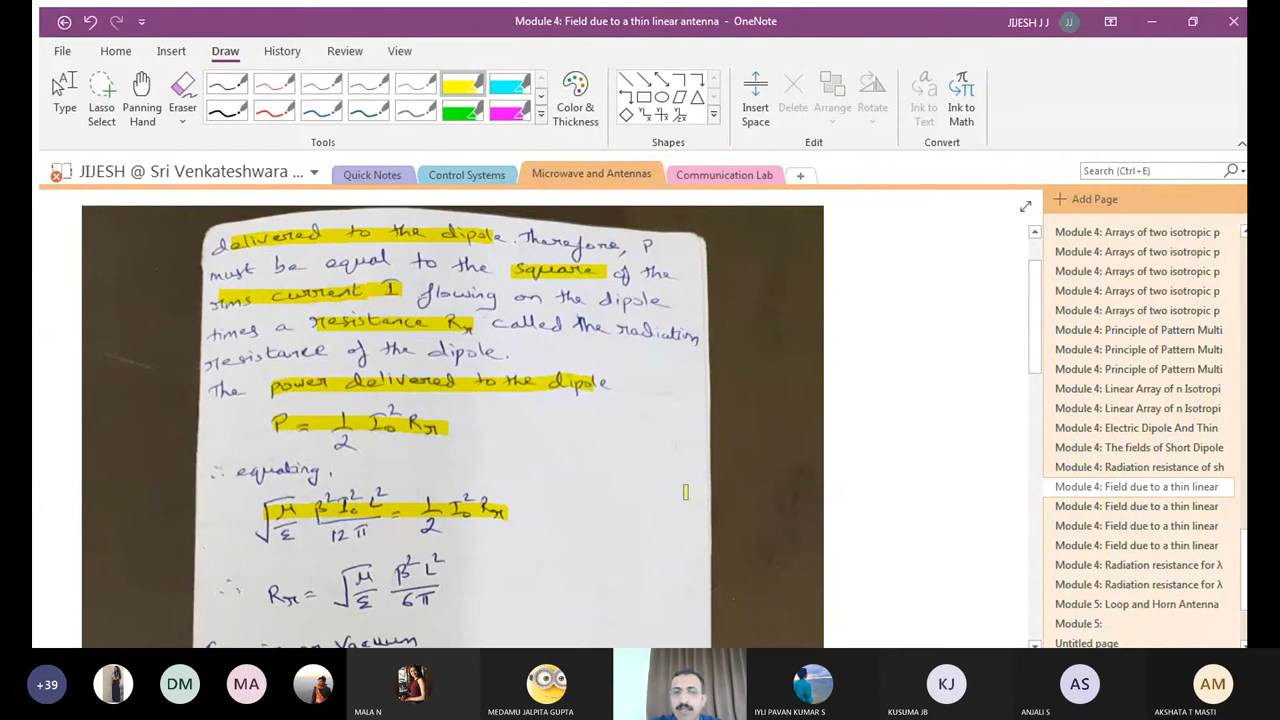 Module 4: Field due to a thin linear antenna - OneNote
JIJESH J J
JJ
File Home Insert Draw History Review View
Type
Lasso Select
Panning Hand
Eraser
Color & Thickness
Insert Space
Delete
Arrange
Rotate
Ink to Text
Ink to Math
Tools
Shapes
Edit
Convert
JIJESH @ Sri Venkateshwara ...
Quick Notes
Control Systems
Microwave and Antennas
Communication Lab
Search (Ctrl+E)
Add Page
delivered to the dipole. Therefore, P
must be equal to the square of the
rms current I flowing on the dipole
times a resistance Rr called the radiation
resistance of the dipole.
The power delivered to the dipole
P = 1/2 I₀² Rr
∴ equating.
√(μ/ε) β² I₀² L² / 12π = 1/2 I₀² Rr
∴ Rr = √(μ/ε) β² L² / 6π
Vacuum
Module 4: Arrays of two isotropic p
Module 4: Arrays of two isotropic p
Module 4: Arrays of two isotropic p
Module 4: Arrays of two isotropic p
Module 4: Arrays of two isotropic p
Module 4: Principle of Pattern Multi
Module 4: Principle of Pattern Multi
Module 4: Principle of Pattern Multi
Module 4: Linear Array of n Isotropi
Module 4: Linear Array of n Isotropi
Module 4: Electric Dipole And Thin
Module 4: The fields of Short Dipole
Module 4: Radiation resistance of sh
Module 4: Field due to a thin linear
Module 4: Field due to a thin linear
Module 4: Field due to a thin linear
Module 4: Field due to a thin linear
Module 4: Radiation resistance for λ
Module 4: Radiation resistance for λ
Module 5: Loop and Horn Antenna
Module 5:
Untitled page
+39
DM
MA
MALA N
MEDAMU JALPITA GUPTA
IYLI PAVAN KUMAR S
KJ
KUSUMA JB
AS
ANJALI S
AM
AKSHATA T MASTI